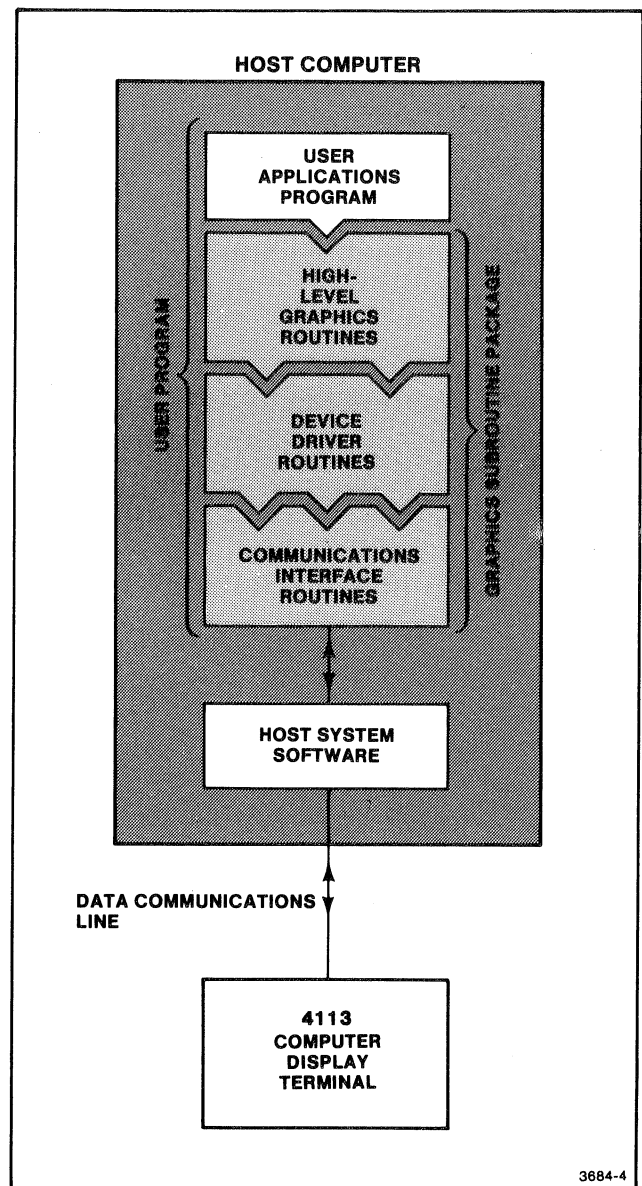 HOST COMPUTER
USER
APPLICATIONS
PROGRAM
HIGH-
LEVEL
GRAPHICS
ROUTINES
DEVICE
DRIVER
ROUTINES
COMMUNICATIONS
INTERFACE
ROUTINES
USER PROGRAM
GRAPHICS SUBROUTINE PACKAGE
HOST SYSTEM
SOFTWARE
DATA COMMUNICATIONS
LINE
4113
COMPUTER
DISPLAY
TERMINAL
3684-4